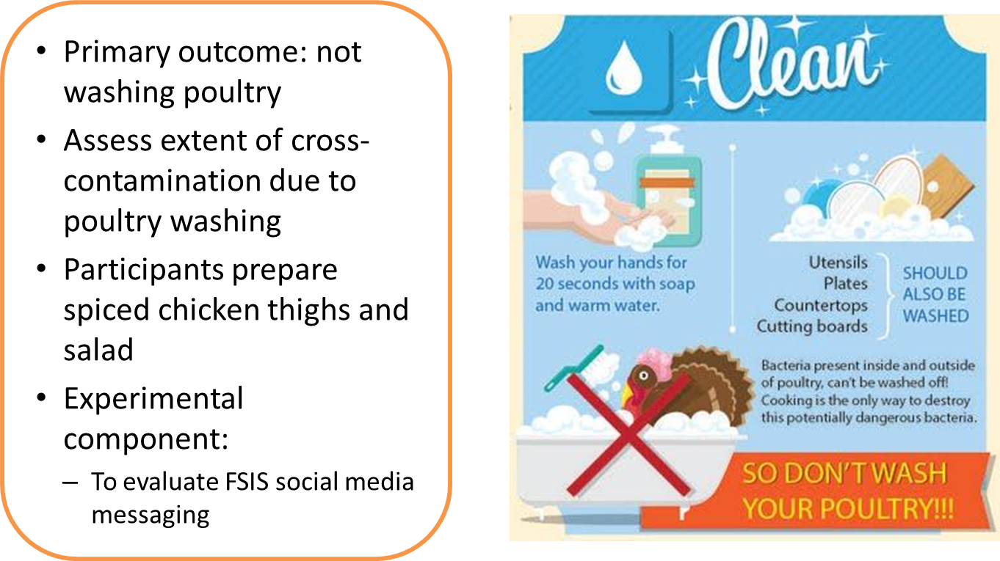 • Primary outcome: not
washing poultry
• Assess extent of cross-
contamination due to
poultry washing
• Participants prepare
spiced chicken thighs and
salad
• Experimental
component:
– To evaluate FSIS social media
messaging
Clean
Wash your hands for
20 seconds with soap
and warm water.
Utensils
Plates
Countertops
Cutting boards
SHOULD
ALSO BE
WASHED
Bacteria present inside and outside
of poultry, can't be washed off!
Cooking is the only way to destroy
this potentially dangerous bacteria.
SO DON'T WASH
YOUR POULTRY!!!